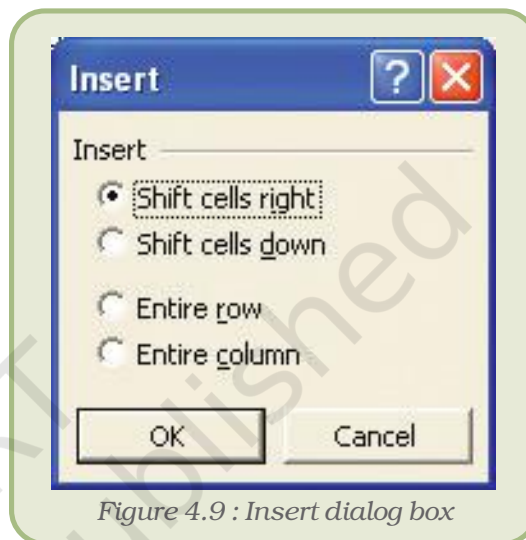 Insert
Insert
Shift cells right
Shift cells down
Entire row
Entire column
OK Cancel
Figure 4.9 : Insert dialog box